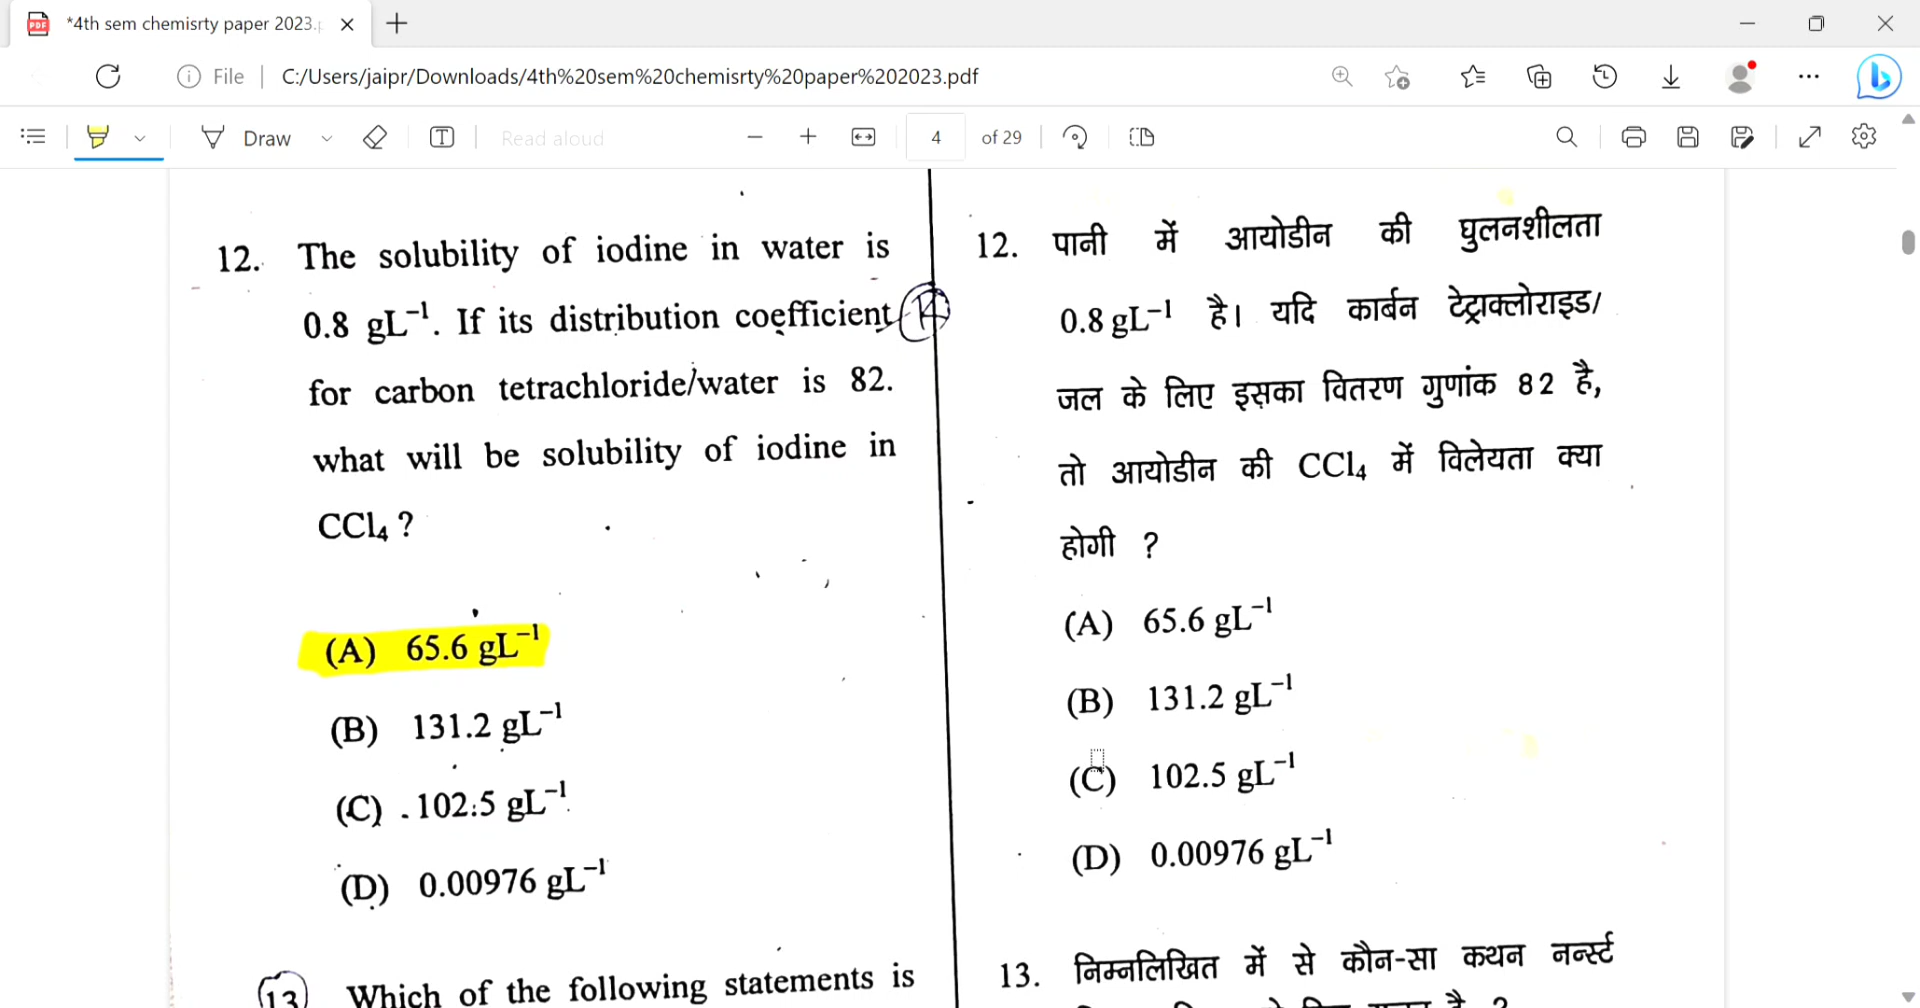 *4th sem chemisrty paper 2023.p
File
C:/Users/jaipr/Downloads/4th%20sem%20chemisrty%20paper%202023.pdf
Draw
Read aloud
4
of 29
12. The solubility of iodine in water is
0.8 gL⁻¹. If its distribution coefficient
for carbon tetrachloride/water is 82.
what will be solubility of iodine in
CCl₄ ?
(A) 65.6 gL⁻¹
(B) 131.2 gL⁻¹
(C) 102.5 gL⁻¹
(D) 0.00976 gL⁻¹
13 Which of the following statements is
12. पानी में आयोडीन की घुलनशीलता
0.8 gL⁻¹ है। यदि कार्बन टेट्राक्लोराइड/
जल के लिए इसका वितरण गुणांक 82 है,
तो आयोडीन की CCl₄ में विलेयता क्या
होगी ?
(A) 65.6 gL⁻¹
(B) 131.2 gL⁻¹
(C) 102.5 gL⁻¹
(D) 0.00976 gL⁻¹
13. निम्नलिखित में से कौन-सा कथन नर्न्स्ट